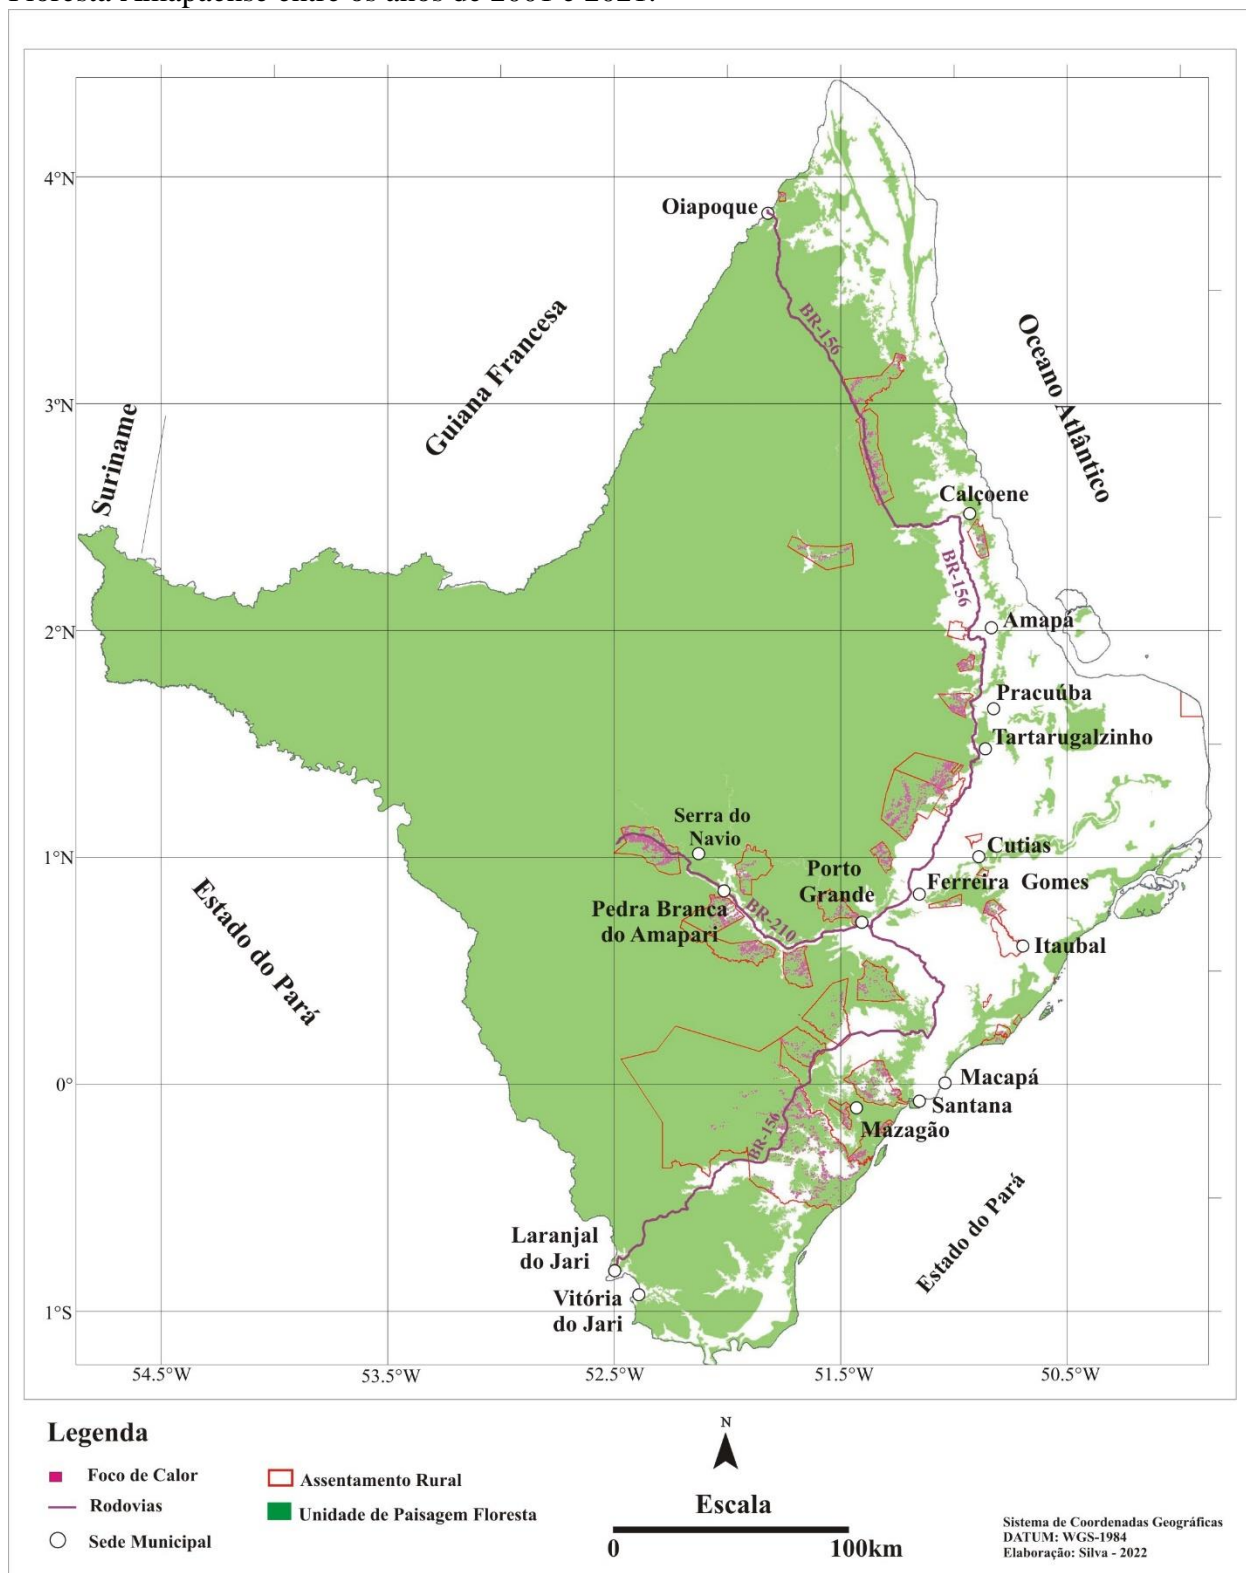 Floresta Amapaense entre os anos de 2001 e 2021.
4°N
Oiapoque
BR-156
Guiana Francesa
Oceano Atlântico
3°N
Suriname
Calçoene
BR-156
2°N
Amapá
Pracuúba
Tartarugalzinho
Serra do
Navio
1°N
Cutias
Porto
Grande
Ferreira Gomes
Estado do Pará
Pedra Branca
do Amapari
BR-210
Itaubal
0°
Macapá
Santana
Mazagão
BR-156
Estado do Pará
Laranjal
do Jari
Vitória
do Jari
1°S
54.5°W
53.5°W
52.5°W
51.5°W
50.5°W
Legenda
Foco de Calor
Rodovias
Sede Municipal
Assentamento Rural
Unidade de Paisagem Floresta
N
Escala
0 100km
Sistema de Coordenadas Geográficas
DATUM: WGS-1984
Elaboração: Silva - 2022